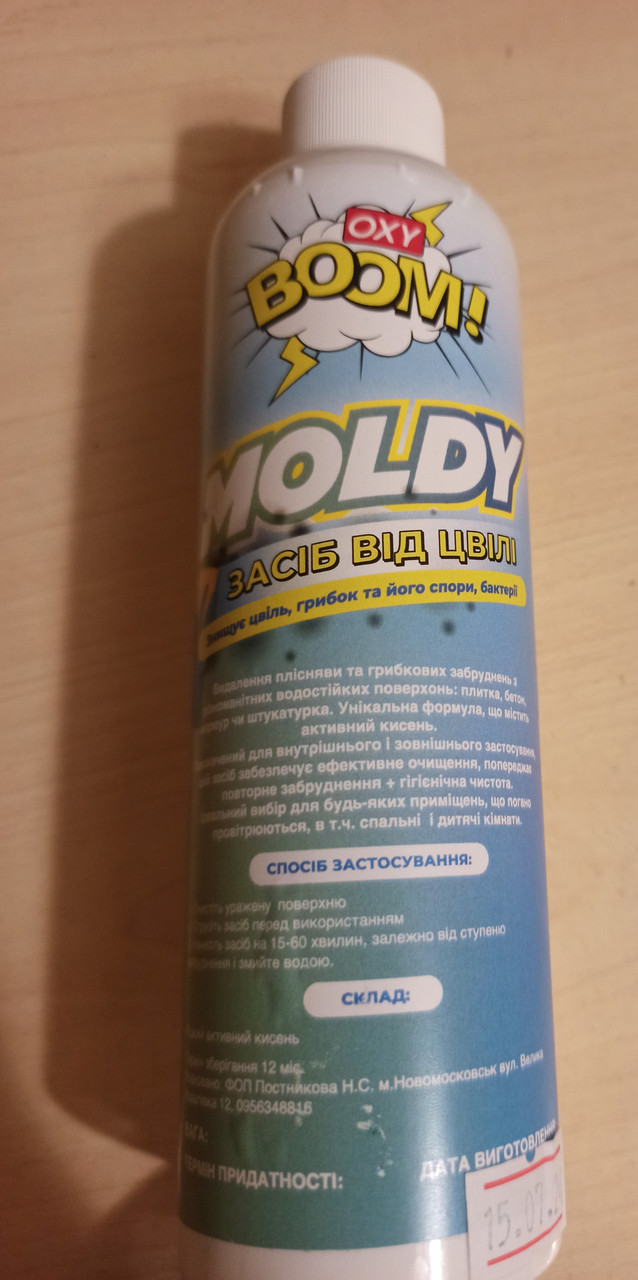 OXY
BOOM!
MOLDY
ЗАСІБ ВІД ЦВІЛІ
Знищує цвіль, грибок та його спори, бактерії
Видалення плісняви та грибкових забруднень з
водостійких поверхонь: плитка, бетон,
чи штукатурка. Унікальна формула, що містить
активний кисень.
для внутрішнього і зовнішнього застосування,
засіб забезпечує ефективне очищення, попереджає
повторне забруднення + гігієнічна чистота.
вибір для будь-яких приміщень, що погано
провітрюються, в т.ч. спальні і дитячі кімнати.
СПОСІБ ЗАСТОСУВАННЯ:
уражену поверхню
засіб перед використанням
засіб на 15-60 хвилин, залежно від ступеню
і змийте водою.
СКЛАД:
активний кисень
зберігання 12 міс.
ФОП Постнікова Н.С. м.Новомосковськ вул. Велика
12, 0956348816
ВАГА:
ТЕРМІН ПРИДАТНОСТІ:
ДАТА ВИГОТОВЛЕННЯ
15.07.2